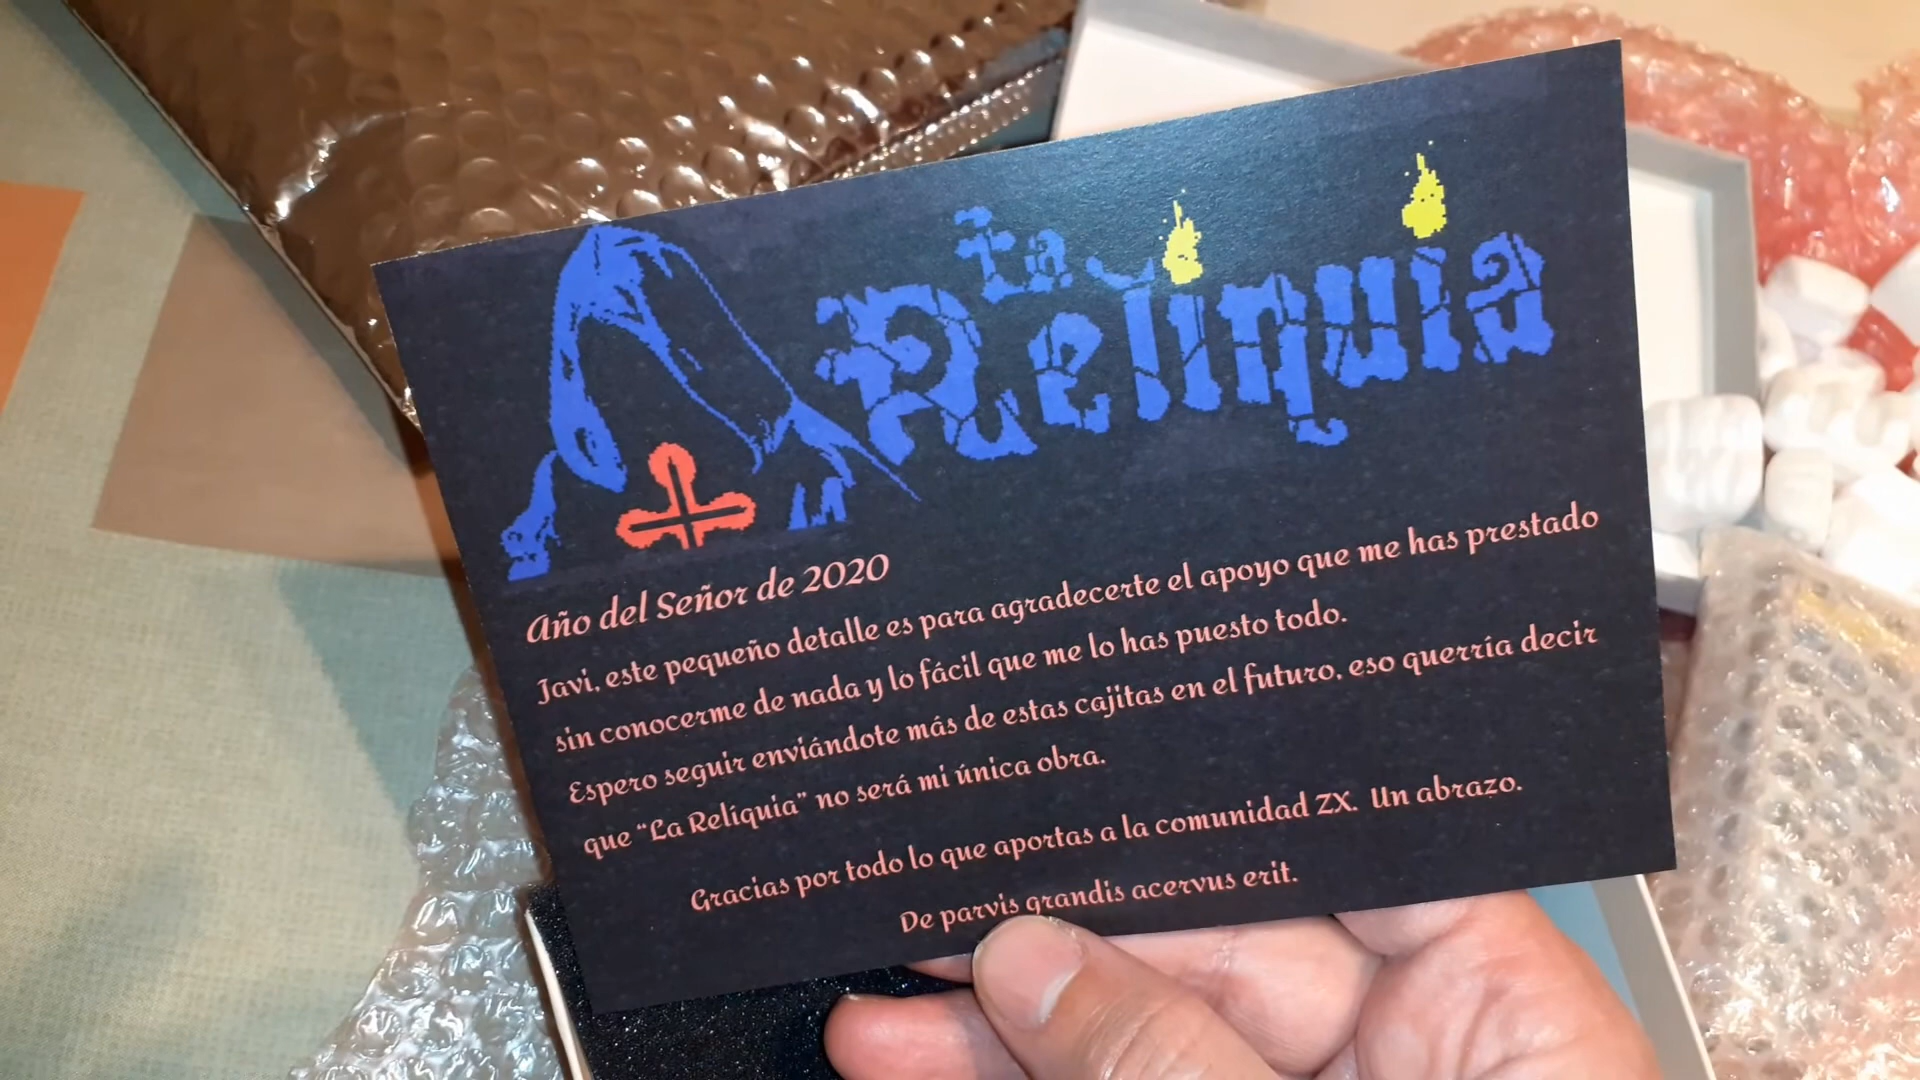 La
Reliquia
Año del Señor de 2020
Javi, este pequeño detalle es para agradecerte el apoyo que me has prestado
sin conocerme de nada y lo fácil que me lo has puesto todo.
Espero seguir enviándote más de estas cajitas en el futuro, eso querría decir
que “La Relíquia” no será mi única obra.
Gracias por todo lo que aportas a la comunidad ZX. Un abrazo.
De parvis grandis acervus erit.